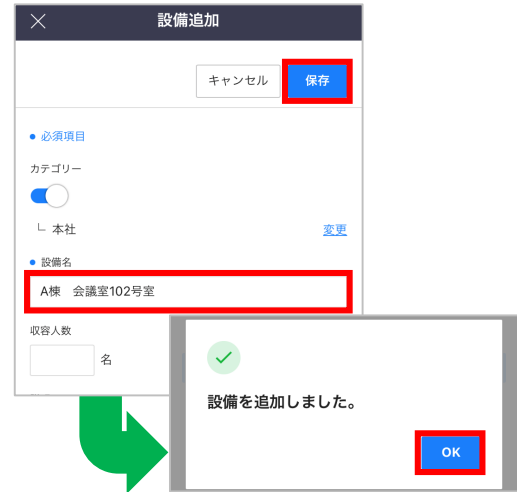 設備追加
キャンセル
保存
必須項目
カテゴリー
本社
変更
設備名
A棟　会議室102号室
収容人数
名
設備を追加しました。
OK